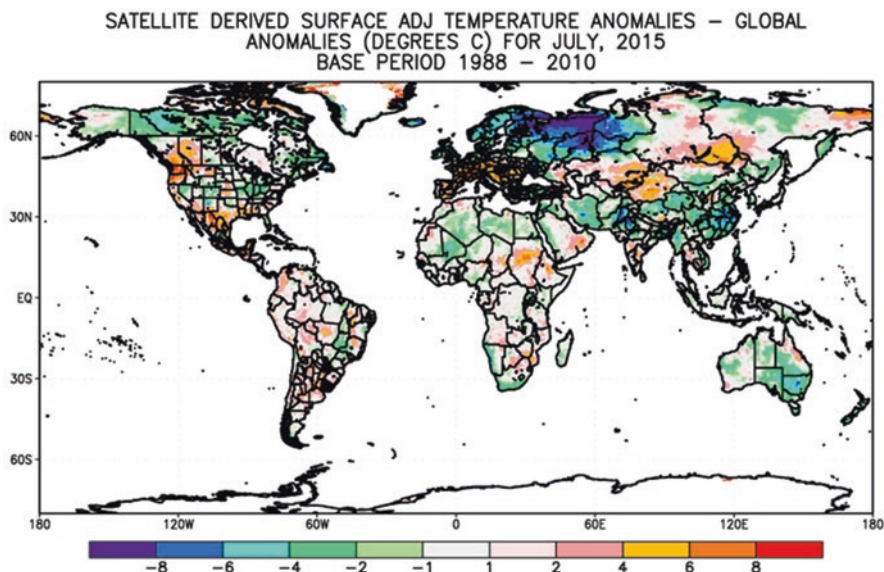 SATELLITE DERIVED SURFACE ADJ TEMPERATURE ANOMALIES – GLOBAL
ANOMALIES (DEGREES C) FOR JULY, 2015
BASE PERIOD 1988 – 2010
60N
30N
EQ
30S
60S
180 120W 60W 0 60E 120E 180
-8 -6 -4 -2 -1 1 2 4 6 8